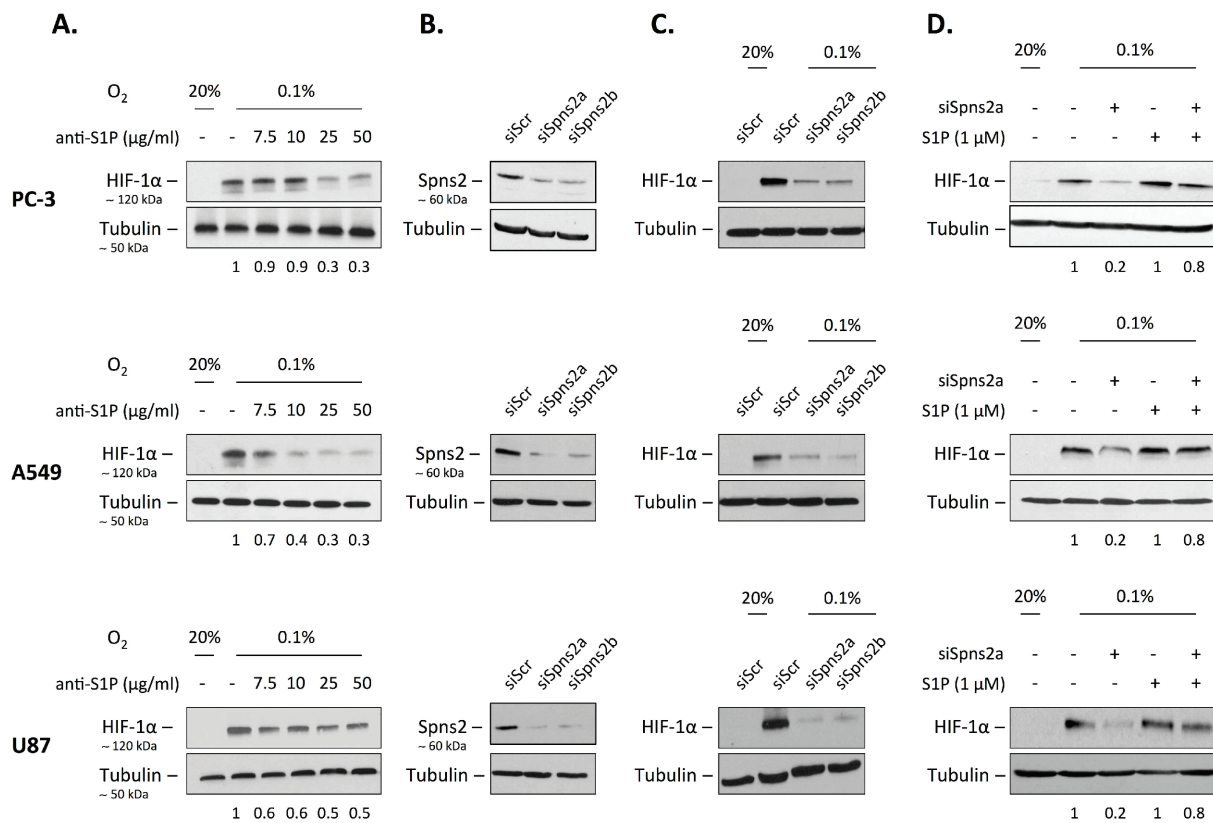 A. B. C. D.
PC-3
O2 20% 0.1%
anti-S1P (µg/ml) - - 7.5 10 25 50
HIF-1α –
~ 120 kDa
Tubulin –
~ 50 kDa
1 0.9 0.9 0.3 0.3
siScr siSpns2a siSpns2b
Spns2 –
~ 60 kDa
Tubulin –
20% 0.1%
siScr siScr siSpns2a siSpns2b
HIF-1α –
Tubulin –
20% 0.1%
siSpns2a - - + - +
S1P (1 µM) - - - + +
HIF-1α –
Tubulin –
1 0.2 1 0.8
A549
O2 20% 0.1%
anti-S1P (µg/ml) - - 7.5 10 25 50
HIF-1α –
~ 120 kDa
Tubulin –
~ 50 kDa
1 0.7 0.4 0.3 0.3
siScr siSpns2a siSpns2b
Spns2 –
~ 60 kDa
Tubulin –
20% 0.1%
siScr siScr siSpns2a siSpns2b
HIF-1α –
Tubulin –
20% 0.1%
siSpns2a - - + - +
S1P (1 µM) - - - + +
HIF-1α –
Tubulin –
1 0.2 1 0.8
U87
O2 20% 0.1%
anti-S1P (µg/ml) - - 7.5 10 25 50
HIF-1α –
~ 120 kDa
Tubulin –
~ 50 kDa
1 0.6 0.6 0.5 0.5
siScr siSpns2a siSpns2b
Spns2 –
~ 60 kDa
Tubulin –
20% 0.1%
siScr siScr siSpns2a siSpns2b
HIF-1α –
Tubulin –
20% 0.1%
siSpns2a - - + - +
S1P (1 µM) - - - + +
HIF-1α –
Tubulin –
1 0.2 1 0.8